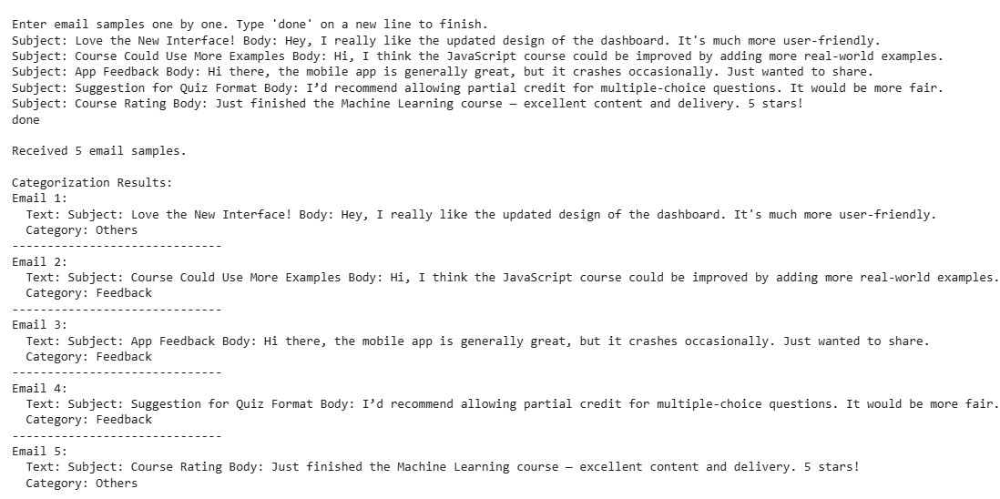 Enter email samples one by one. Type 'done' on a new line to finish.
Subject: Love the New Interface! Body: Hey, I really like the updated design of the dashboard. It's much more user-friendly.
Subject: Course Could Use More Examples Body: Hi, I think the JavaScript course could be improved by adding more real-world examples.
Subject: App Feedback Body: Hi there, the mobile app is generally great, but it crashes occasionally. Just wanted to share.
Subject: Suggestion for Quiz Format Body: I’d recommend allowing partial credit for multiple-choice questions. It would be more fair.
Subject: Course Rating Body: Just finished the Machine Learning course — excellent content and delivery. 5 stars!
done
Received 5 email samples.
Categorization Results:
Email 1:
Text: Subject: Love the New Interface! Body: Hey, I really like the updated design of the dashboard. It's much more user-friendly.
Category: Others
------------------------------
Email 2:
Text: Subject: Course Could Use More Examples Body: Hi, I think the JavaScript course could be improved by adding more real-world examples.
Category: Feedback
------------------------------
Email 3:
Text: Subject: App Feedback Body: Hi there, the mobile app is generally great, but it crashes occasionally. Just wanted to share.
Category: Feedback
------------------------------
Email 4:
Text: Subject: Suggestion for Quiz Format Body: I’d recommend allowing partial credit for multiple-choice questions. It would be more fair.
Category: Feedback
------------------------------
Email 5:
Text: Subject: Course Rating Body: Just finished the Machine Learning course — excellent content and delivery. 5 stars!
Category: Others